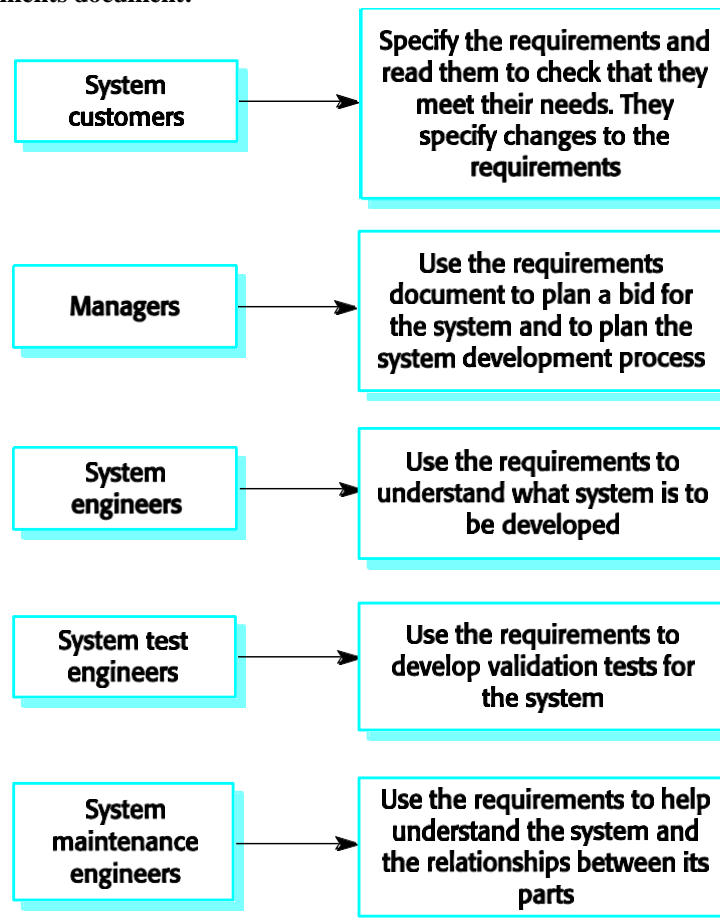 ments document.
System
customers
Specify the requirements and
read them to check that they
meet their needs. They
specify changes to the
requirements
Managers
Use the requirements
document to plan a bid for
the system and to plan the
system development process
System
engineers
Use the requirements to
understand what system is to
be developed
System test
engineers
Use the requirements to
develop validation tests for
the system
System
maintenance
engineers
Use the requirements to help
understand the system and
the relationships between its
parts